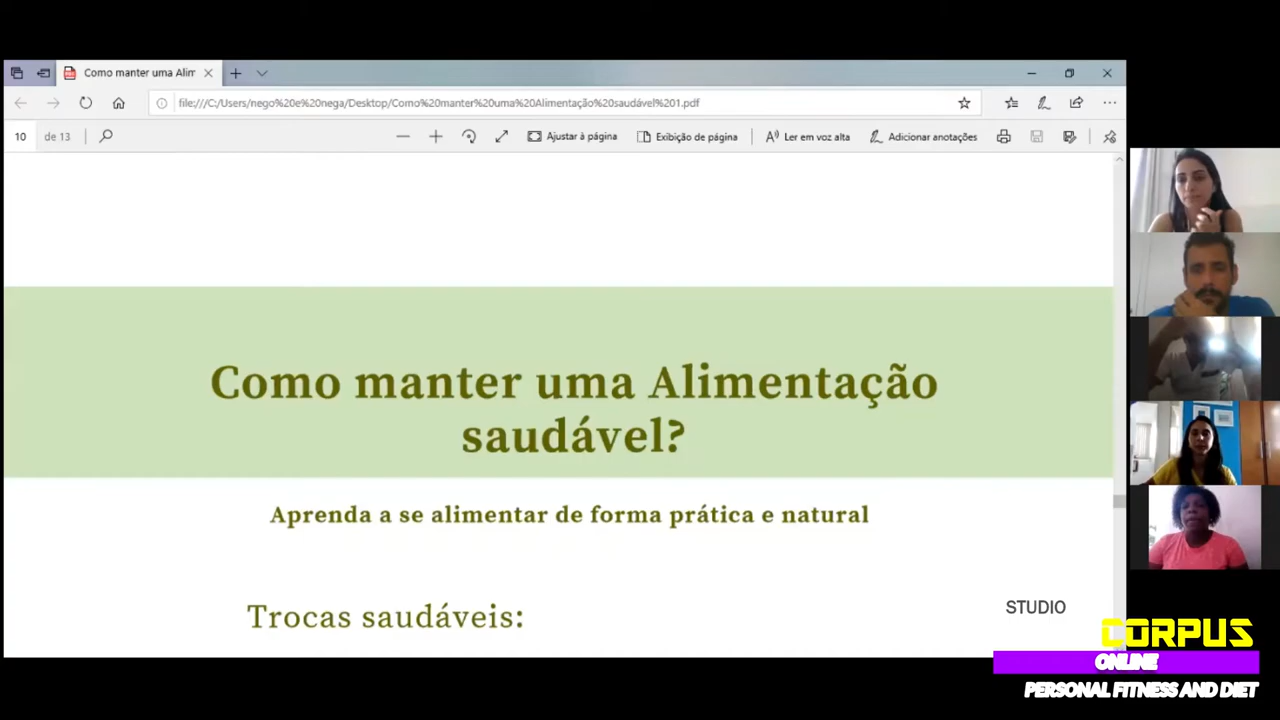 Como manter uma Alim
file:///C:/Users/nego%20e%20nega/Desktop/Como%20manter%20uma%20Alimentação%20saudável%201.pdf
10 de 13
Ajustar à página
Exibição de página
Ler em voz alta
Adicionar anotações
Como manter uma Alimentação
saudável?
Aprenda a se alimentar de forma prática e natural
Trocas saudáveis:
STUDIO
CORPUS
ONLINE
PERSONAL FITNESS AND DIET